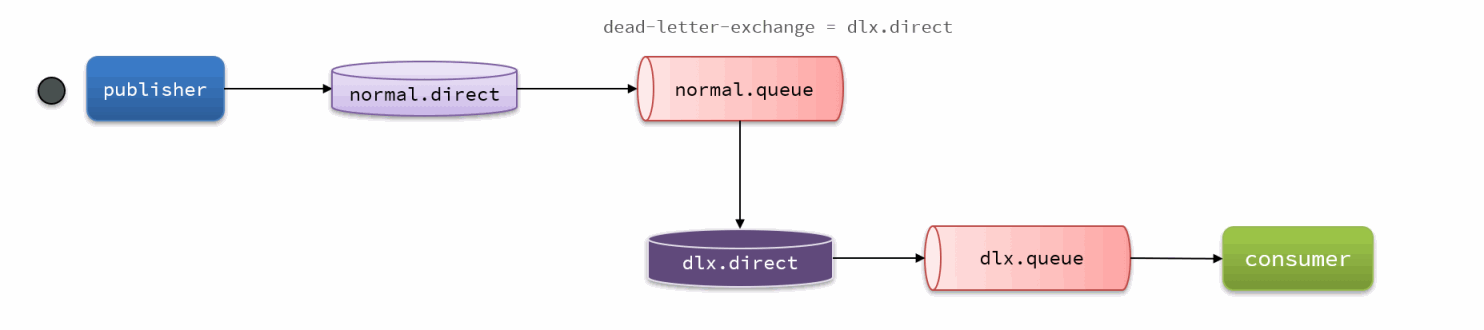 dead-letter-exchange = dlx.direct
publisher
normal.direct
normal.queue
dlx.direct
dlx.queue
consumer